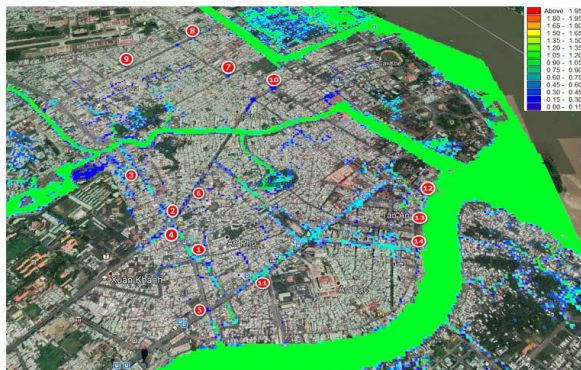 Above 1.95
1.80 - 1.95
1.65 - 1.80
1.50 - 1.65
1.35 - 1.50
1.20 - 1.35
1.05 - 1.20
0.90 - 1.05
0.75 - 0.90
0.60 - 0.75
0.45 - 0.60
0.30 - 0.45
0.15 - 0.30
0.00 - 0.15
8
9
7
10
3
6
12
2
13
4
14
1
Xuân Khánh
11
5